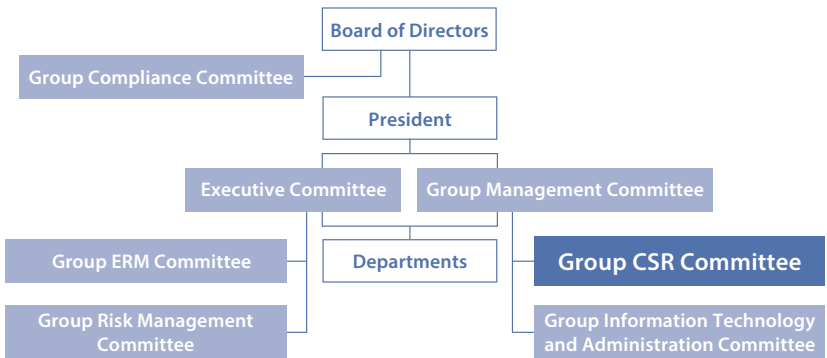 Board of Directors
Group Compliance Committee
President
Executive Committee
Group Management Committee
Group ERM Committee
Departments
Group CSR Committee
Group Risk Management
Committee
Group Information Technology
and Administration Committee